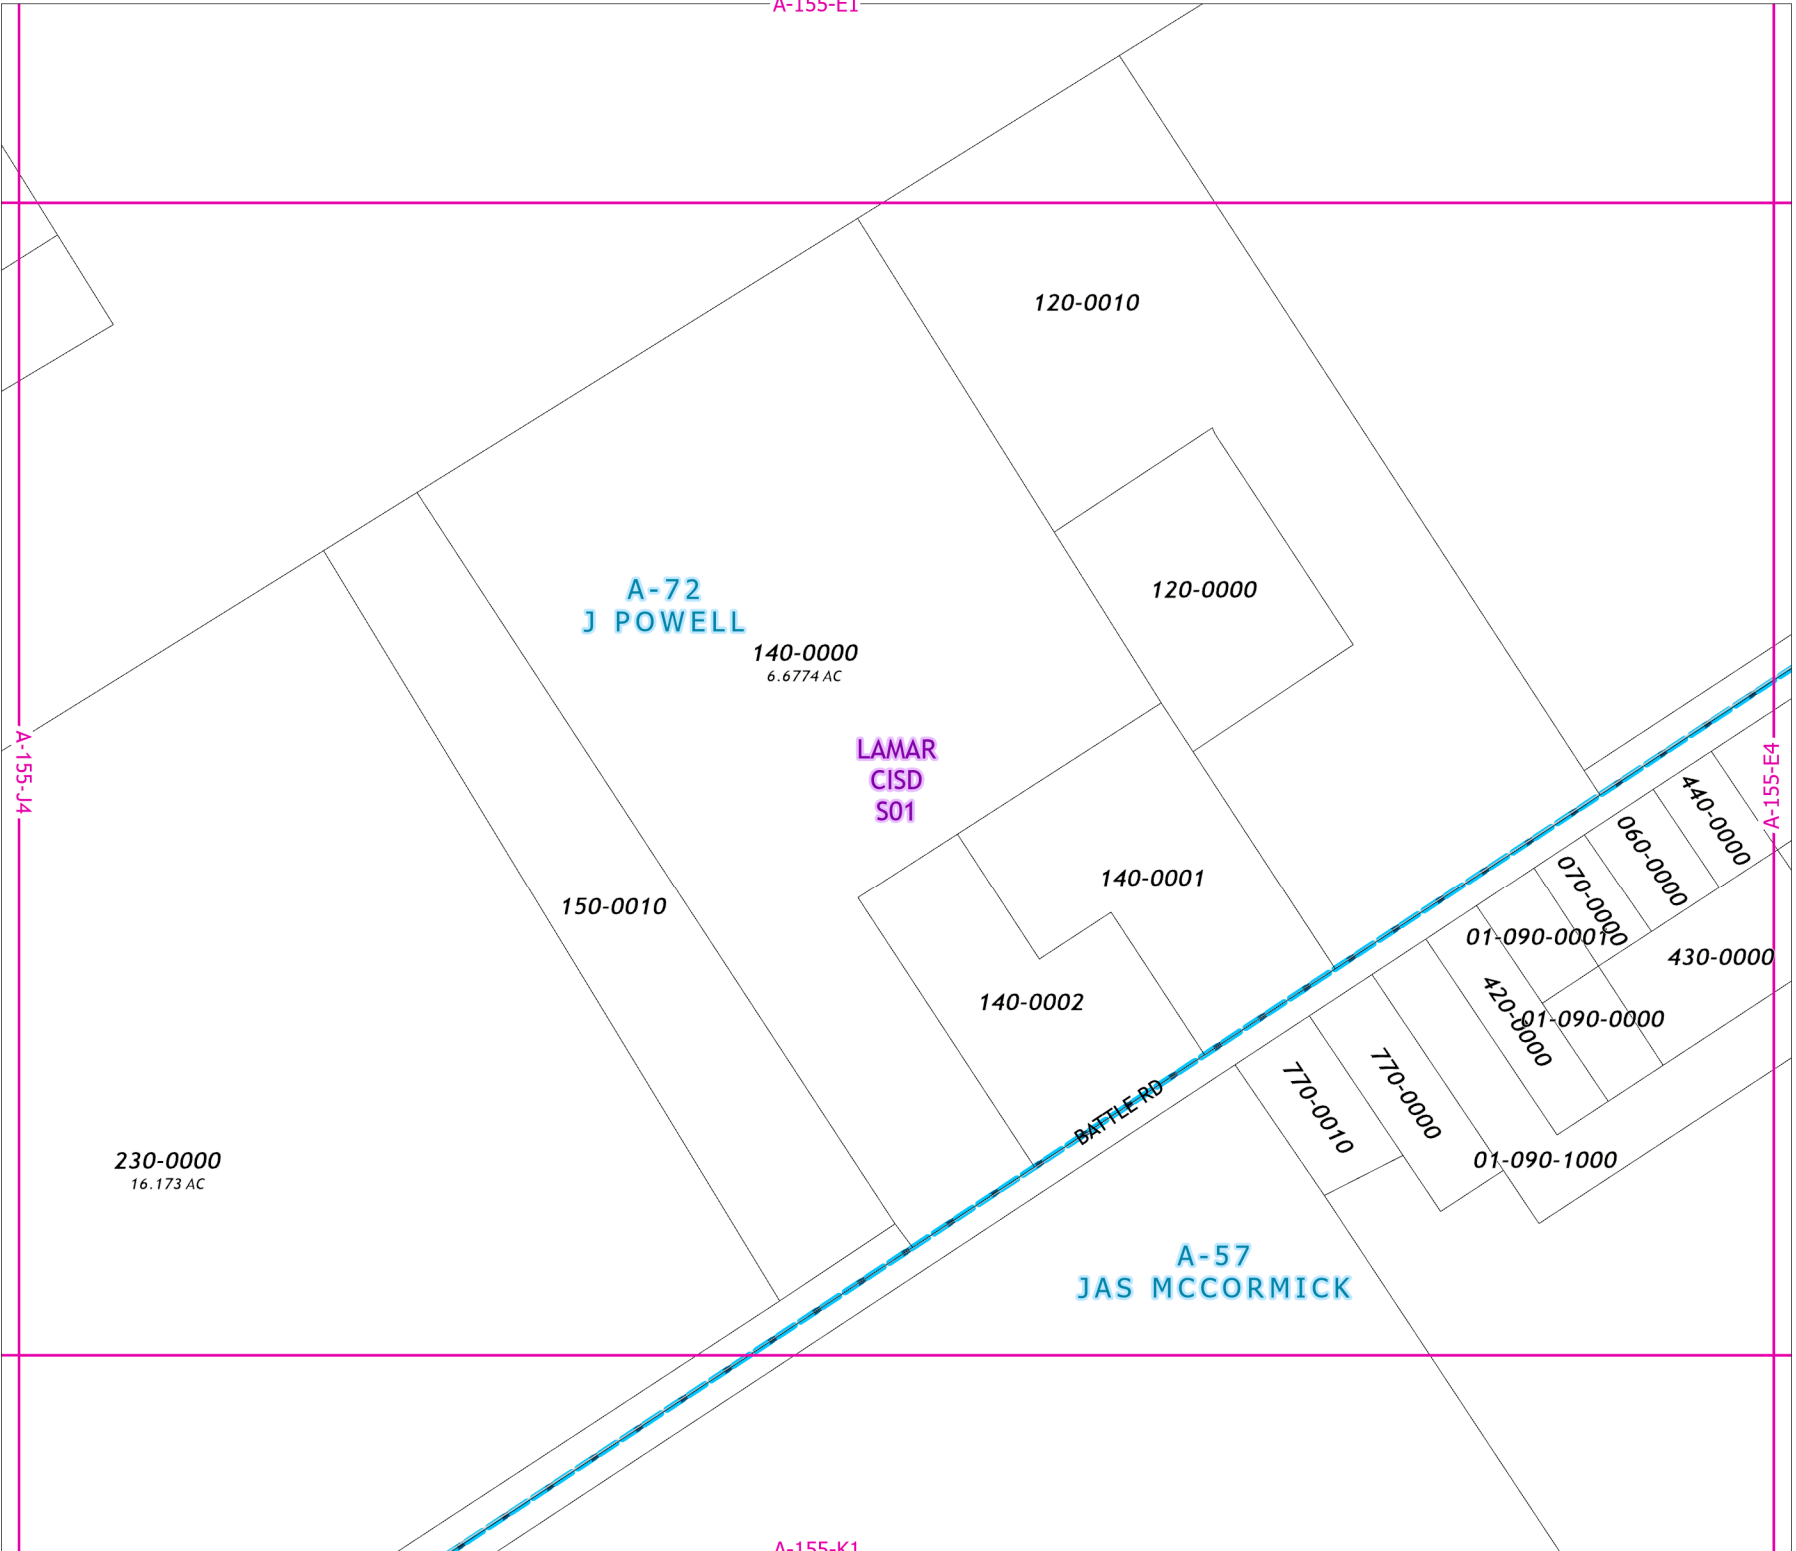 A-155-E1
120-0010
A-72
J POWELL
120-0000
140-0000
6.6774 AC
LAMAR
CISD
S01
A-155-J4
A-155-E4
440-0000
060-0000
070-0000
140-0001
150-0010
01-090-0001
430-0000
140-0002
420-0000
01-090-0000
BATTLE RD
770-0010
770-0000
230-0000
16.173 AC
01-090-1000
A-57
JAS MCCORMICK
A-155-K1